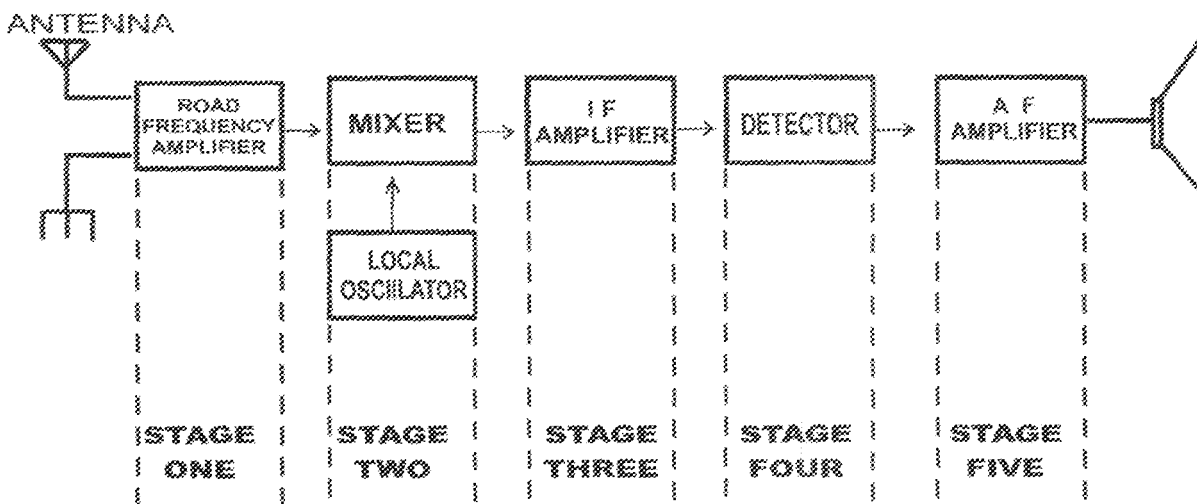 ANTENNA
ROAD
FREQUENCY
AMPLIFIER
MIXER
I F
AMPLIFIER
DETECTOR
A F
AMPLIFIER
LOCAL
OSCIILATOR
STAGE
ONE
STAGE
TWO
STAGE
THREE
STAGE
FOUR
STAGE
FIVE